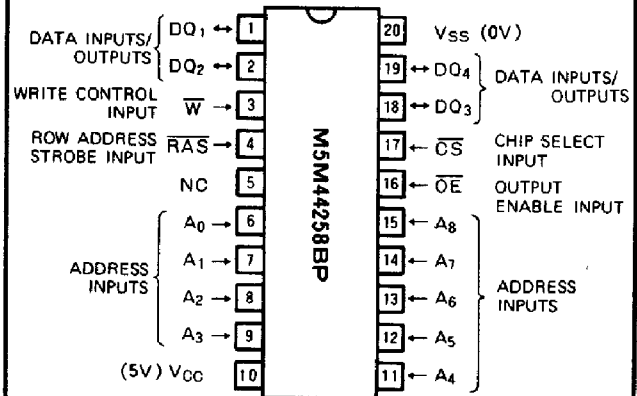 DATA INPUTS/
OUTPUTS
DQ1 ↔ 1
DQ2 ↔ 2
WRITE CONTROL
INPUT
W̅ → 3
ROW ADDRESS
STROBE INPUT
R̅A̅S̅ → 4
NC 5
ADDRESS
INPUTS
A0 → 6
A1 → 7
A2 → 8
A3 → 9
(5V) VCC 10
M5M44258BP
20 VSS (0V)
19 ↔ DQ4
18 ↔ DQ3
DATA INPUTS/
OUTPUTS
17 ← C̅S̅
CHIP SELECT
INPUT
16 ← O̅E̅
OUTPUT
ENABLE INPUT
15 ← A8
14 ← A7
13 ← A6
12 ← A5
11 ← A4
ADDRESS
INPUTS